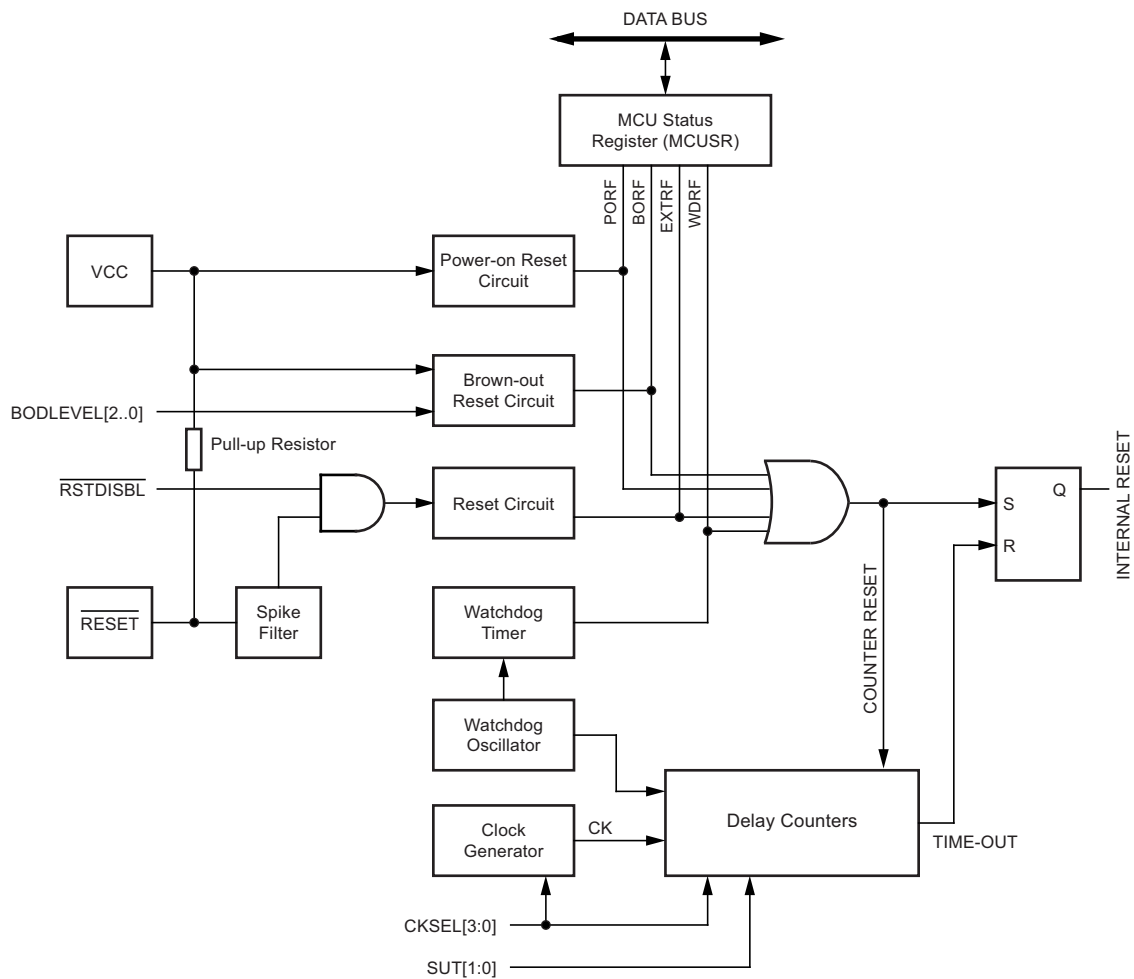 DATA BUS
MCU Status
Register (MCUSR)
PORF
BORF
EXTRF
WDRF
VCC
Power-on Reset
Circuit
Brown-out
Reset Circuit
BODLEVEL[2..0]
Pull-up Resistor
RSTDISBL
Reset Circuit
S
Q
R
INTERNAL RESET
RESET
Spike
Filter
Watchdog
Timer
COUNTER RESET
Watchdog
Oscillator
Clock
Generator
CK
Delay Counters
TIME-OUT
CKSEL[3:0]
SUT[1:0]